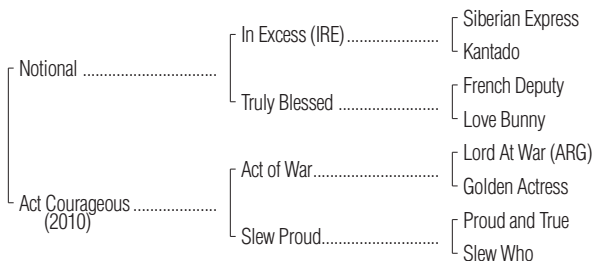 Siberian Express
In Excess (IRE)
Kantado
Notional
French Deputy
Truly Blessed
Love Bunny
Lord At War (ARG)
Act of War
Golden Actress
Act Courageous
(2010)
Proud and True
Slew Proud
Slew Who